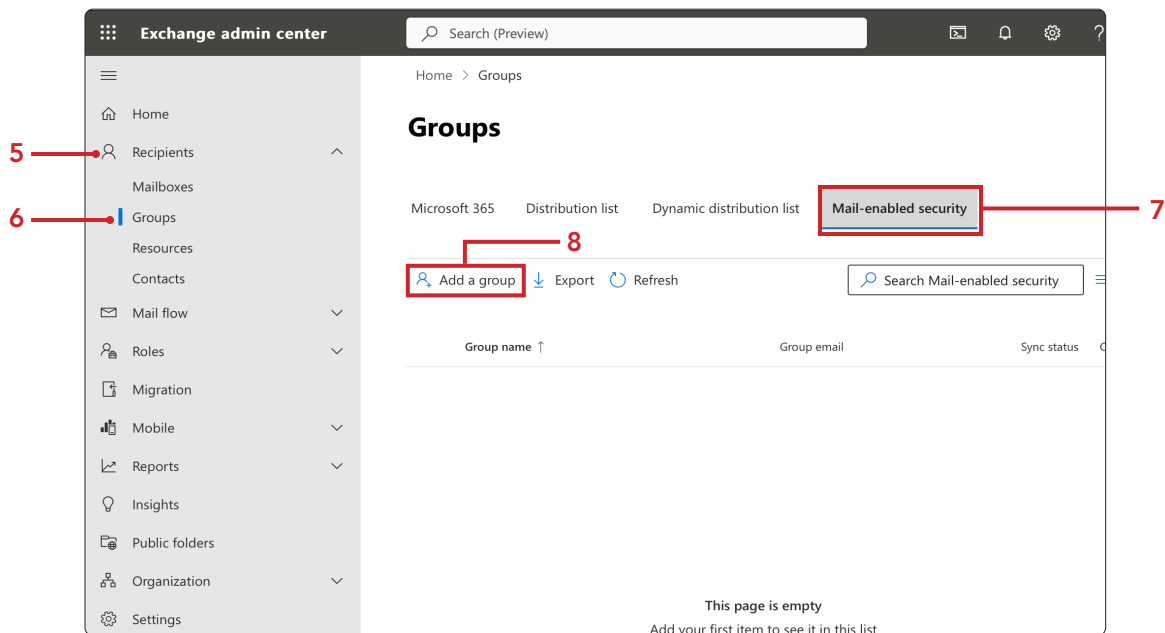 Exchange admin center
Search (Preview)
?
Home > Groups
Home
Groups
5
Recipients
Mailboxes
6
Groups
Resources
Contacts
Mail flow
Roles
Migration
Mobile
Reports
Insights
Public folders
Organization
Settings
Microsoft 365 Distribution list Dynamic distribution list Mail-enabled security
7
8
Add a group Export Refresh Search Mail-enabled security
Group name ↑ Group email Sync status
This page is empty
Add your first item to see it in this list